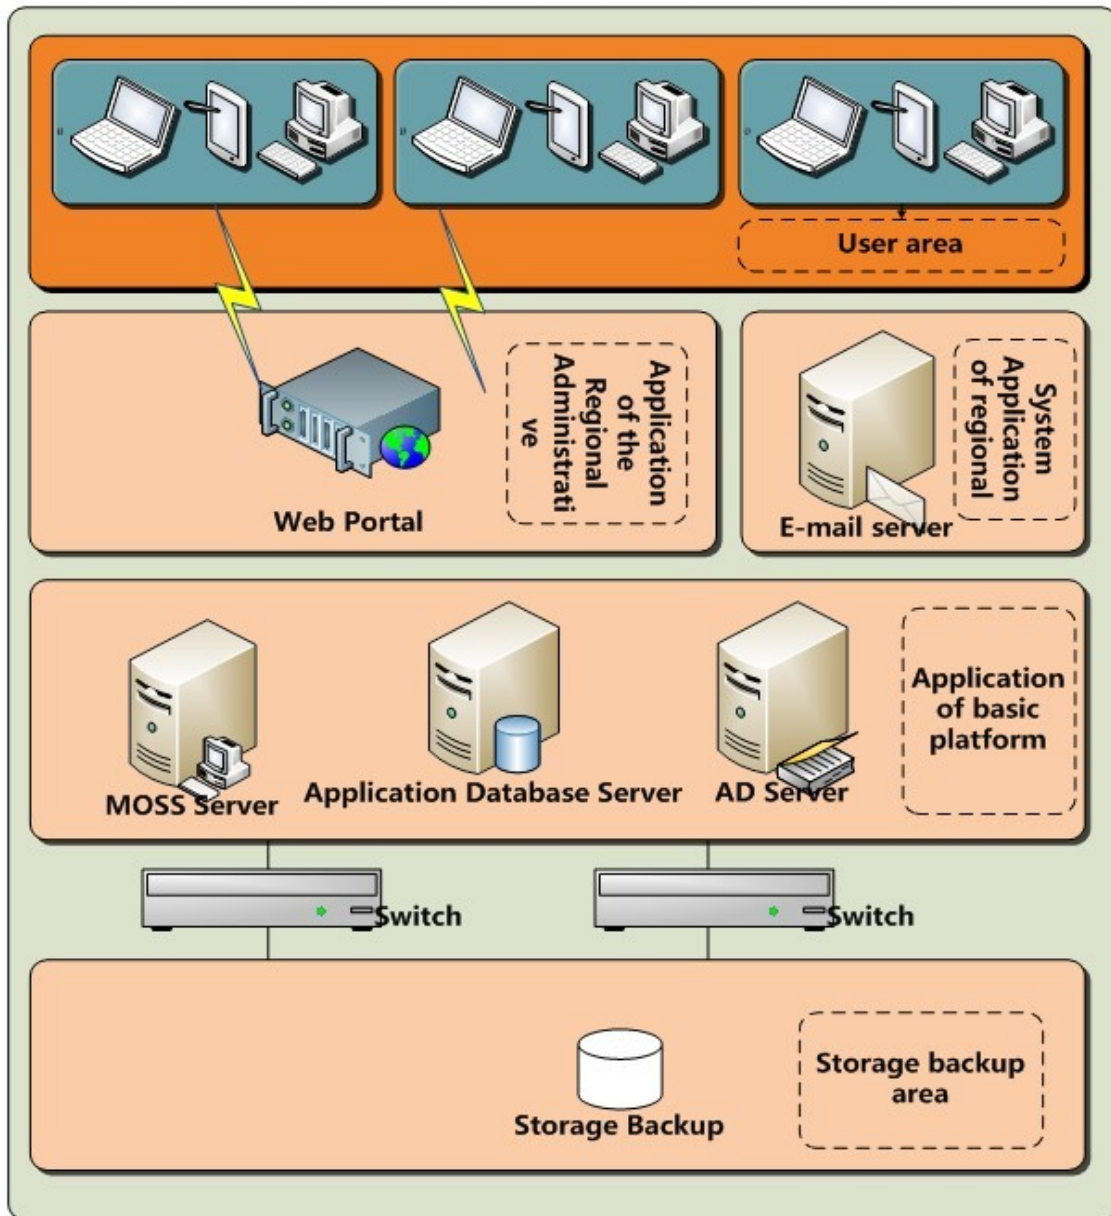 User area
Application
of the
Regional
Administrati
ve
Web Portal
System
Application
of regional
E-mail server
MOSS Server
Application Database Server
AD Server
Application
of basic
platform
Switch
Switch
Storage Backup
Storage backup
area